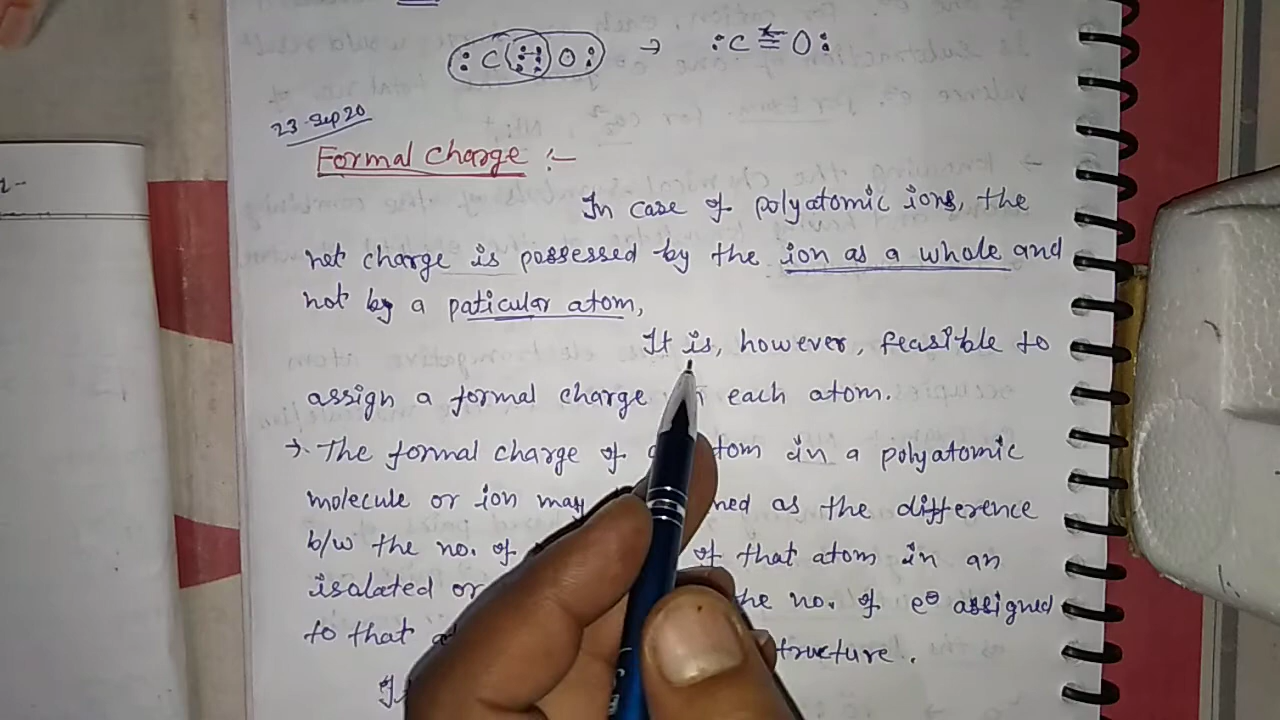 :C :: O: → :C ≡ O:
23-Sep 20
Formal charge :-
In case of polyatomic ions, the
net charge is possessed by the ion as a whole and
not by a paticular atom,
It is, however, feasible to
assign a formal charge each atom.
→ The formal charge of in a polyatomic
molecule or ion may as the difference
b/w the no. of of that atom in an
isolated or the no. of e⊖ assigned
to that structure.